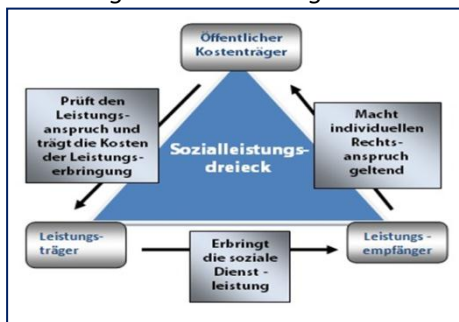 Öffentlicher
Kostenträger
Prüft den
Leistungs-
anspruch und
trägt die Kosten
der Leistungs-
erbringung
Sozialleistungs-
dreieck
Macht
individuellen
Rechts-
anspruch
geltend
Leistungs-
träger
Erbringt
die soziale
Dienst -
leistung
Leistungs -
empfänger